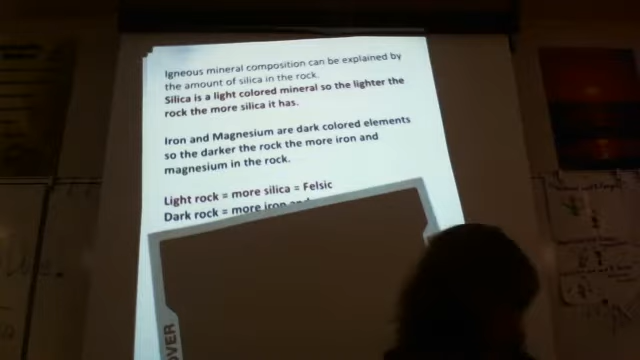 Igneous mineral composition can be explained by
the amount of silica in the rock.
Silica is a light colored mineral so the lighter the
rock the more silica it has.
Iron and Magnesium are dark colored elements
so the darker the rock the more iron and
magnesium in the rock.
Light rock = more silica = Felsic
Dark rock = more iron and
OVER